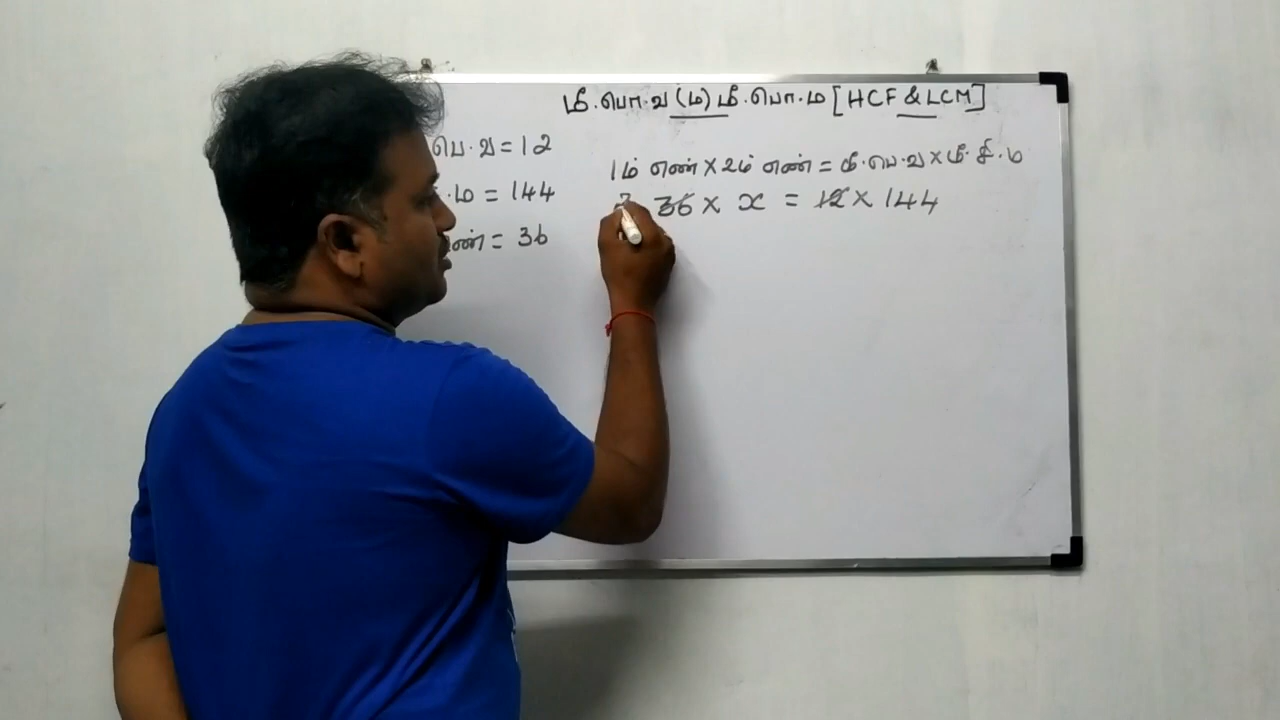 மீ.பொ.வ (ம) மீ.பொ.ம [HCF & LCM]
பெ.வ = 12
.ம = 144
ண் = 36
1ம் எண் × 2ம் எண் = மீ.பெ.வ × மீ.சி.ம
36 × x = 12 × 144